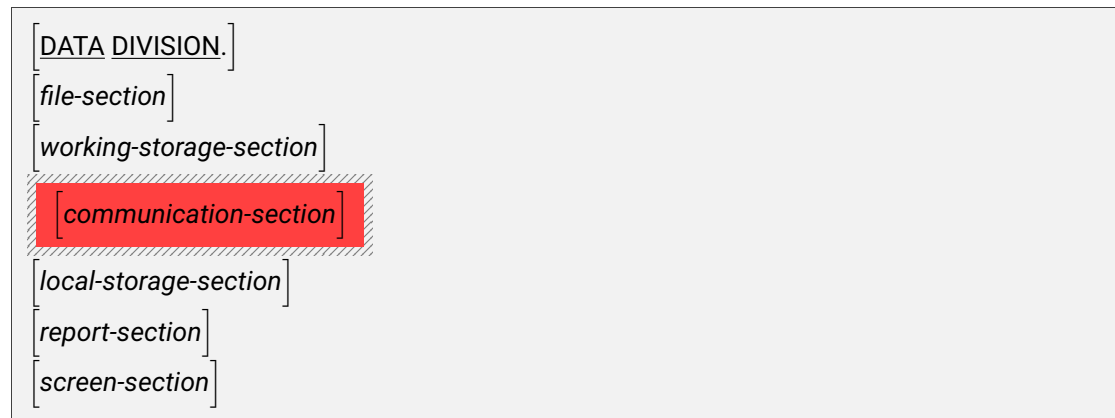 [DATA DIVISION.]
[file-section]
[working-storage-section]
[communication-section]
[local-storage-section]
[report-section]
[screen-section]